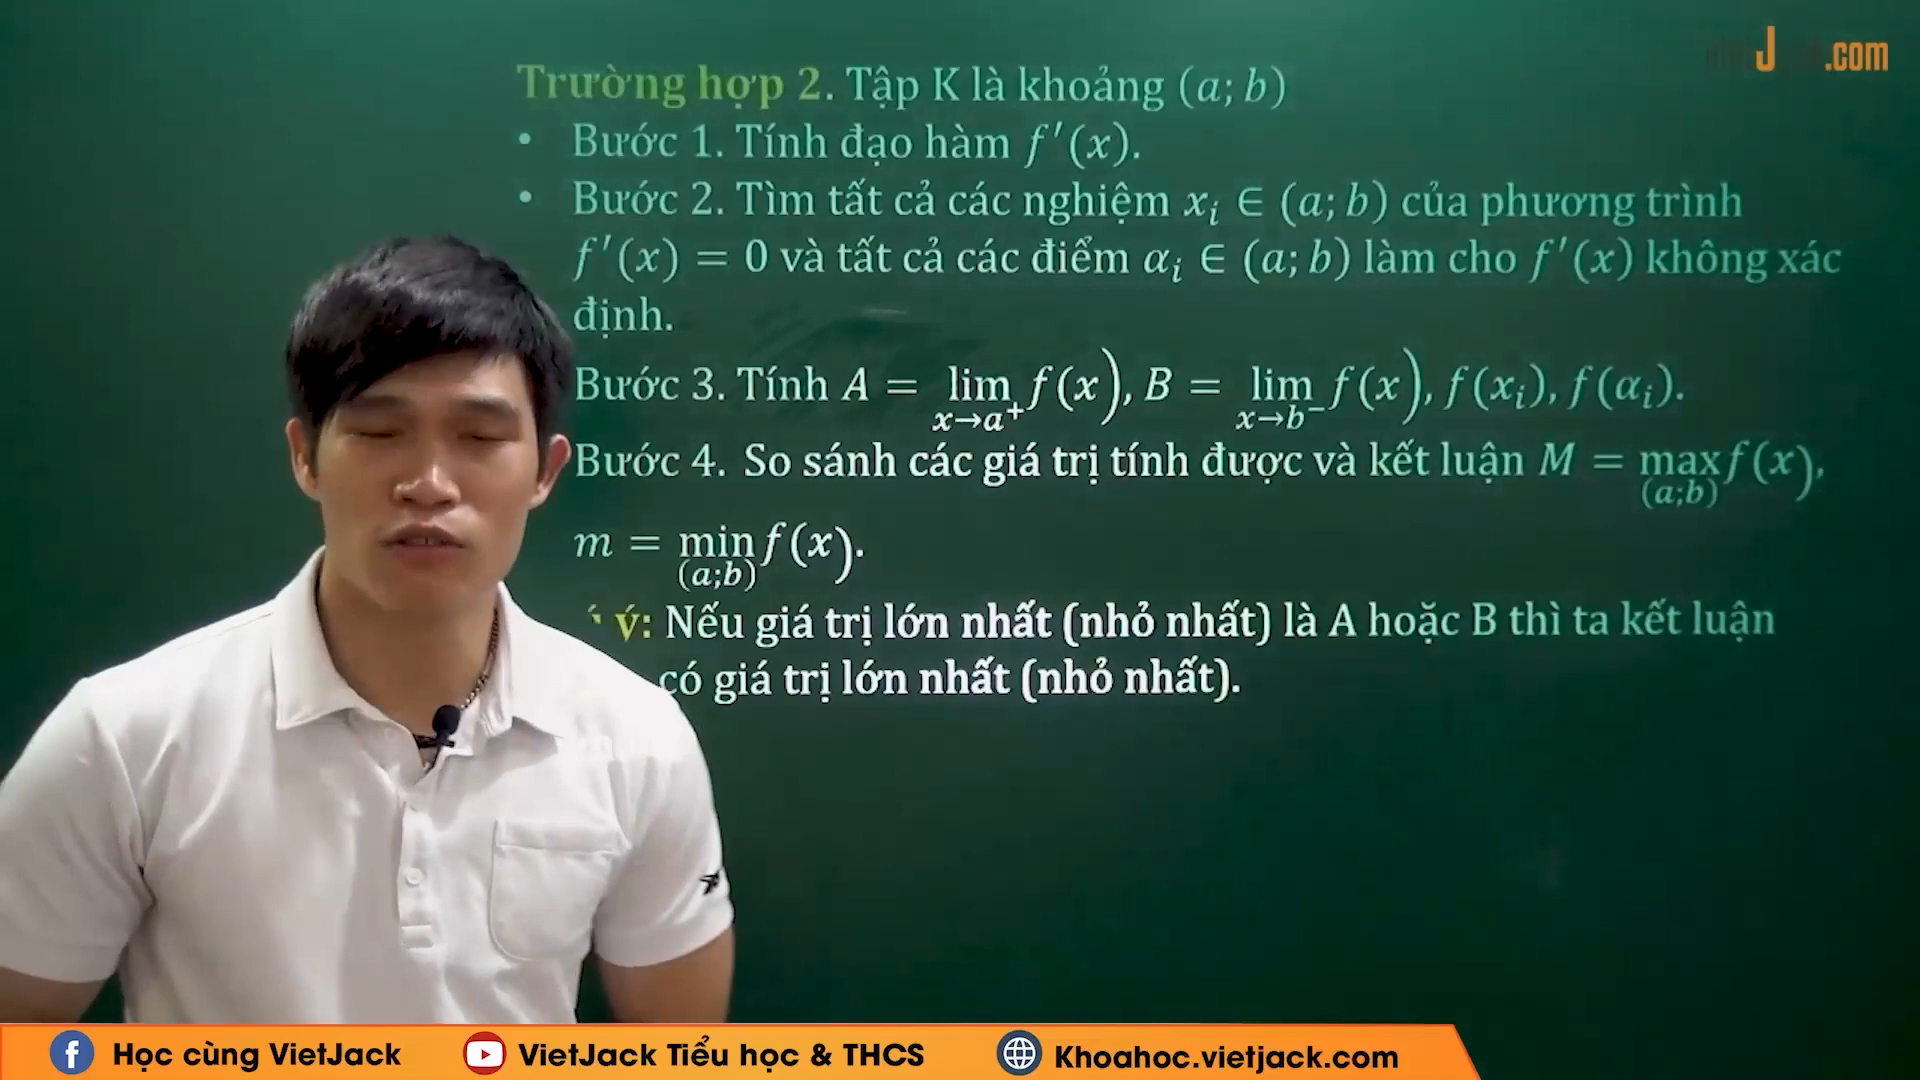 J .com
Trường hợp 2. Tập K là khoảng (a; b)
• Bước 1. Tính đạo hàm f′(x).
• Bước 2. Tìm tất cả các nghiệm xᵢ ∈ (a; b) của phương trình
f′(x) = 0 và tất cả các điểm αᵢ ∈ (a; b) làm cho f′(x) không xác
định.
Bước 3. Tính A = lim x→a⁺ f(x), B = lim x→b⁻ f(x), f(xᵢ), f(αᵢ).
Bước 4. So sánh các giá trị tính được và kết luận M = max (a;b) f(x),
m = min (a;b) f(x).
ý: Nếu giá trị lớn nhất (nhỏ nhất) là A hoặc B thì ta kết luận
có giá trị lớn nhất (nhỏ nhất).
Học cùng VietJack VietJack Tiểu học & THCS Khoahoc.vietjack.com